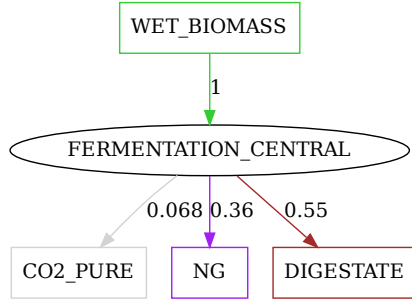 WET_BIOMASS
1
FERMENTATION_CENTRAL
0.068 0.36 0.55
CO2_PURE NG DIGESTATE